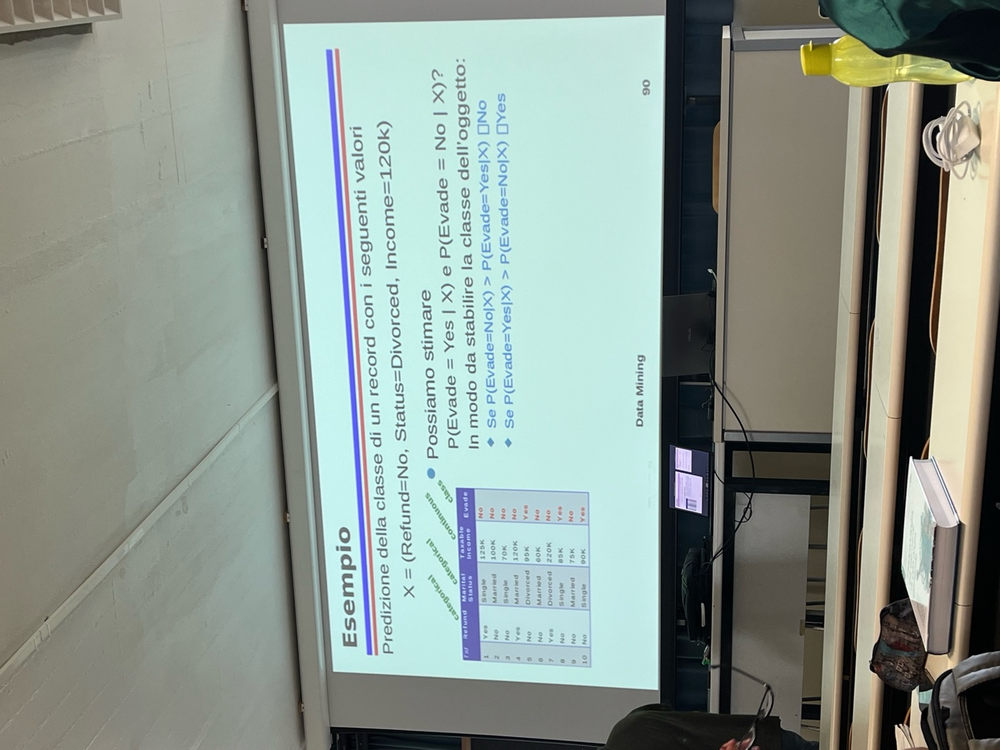 Esempio
Predizione della classe di un record con i seguenti valori
X = (Refund=No, Status=Divorced, Income=120K)
categorical
categorical
continuous
class
Tid Refund Marital Status Taxable Income Evade
1 Yes Single 125K No
2 No Married 100K No
3 No Single 70K No
4 Yes Married 120K No
5 No Divorced 95K Yes
6 No Married 60K No
7 Yes Divorced 220K No
8 No Single 85K Yes
9 No Married 75K No
10 No Single 90K Yes
Possiamo stimare
P(Evade = Yes | X) e P(Evade = No | X)?
In modo da stabilire la classe dell'oggetto:
Se P(Evade=No|X) > P(Evade=Yes|X) No
Se P(Evade=Yes|X) > P(Evade=No|X) Yes
Data Mining
90